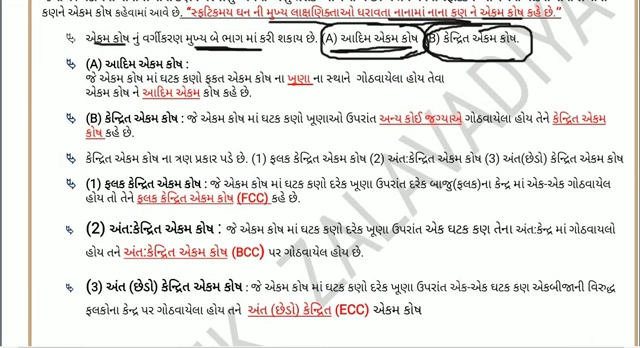 કણને એકમ કોષ કહેવામાં આવે છે. “સ્ફટિકમય ઘન ની મુખ્ય લાક્ષણિકતાઓ ધરાવતા નાનામાં નાના કણ ને એકમ કોષ કહે છે.”
એકમ કોષ નું વર્ગીકરણ મુખ્ય બે ભાગ માં કરી શકાય છે. (A) આદિમ એકમ કોષ (B) કેન્દ્રિત એકમ કોષ.
(A) આદિમ એકમ કોષ :
જે એકમ કોષ માં ઘટક કણો ફકત એકમ કોષ ના ખૂણા ના સ્થાને ગોઠવાયેલા હોય તેવા
એકમ કોષ ને આદિમ એકમ કોષ કહે છે.
(B) કેન્દ્રિત એકમ કોષ : જે એકમ કોષ માં ઘટક કણો ખૂણાઓ ઉપરાંત અન્ય કોઈ જગ્યાએ ગોઠવાયેલા હોય તેને કેન્દ્રિત એકમ
કોષ કહે છે.
કેન્દ્રિત એકમ કોષ ના ત્રણ પ્રકાર પડે છે. (1) ફલક કેન્દ્રિત એકમ કોષ (2) અંત:કેન્દ્રિત એકમ કોષ (3) અંત(છેડો) કેન્દ્રિત એકમ કોષ
(1) ફલક કેન્દ્રિત એકમ કોષ : જે એકમ કોષ માં ઘટક કણો દરેક ખૂણા ઉપરાંત દરેક બાજુ(ફલક)ના કેન્દ્ર માં એક-એક ગોઠવાયેલ
હોય તો તેને ફલક કેન્દ્રિત એકમ કોષ (FCC) કહે છે.
(2) અંત:કેન્દ્રિત એકમ કોષ : જે એકમ કોષ માં ઘટક કણો દરેક ખૂણા ઉપરાંત એક ઘટક કણ તેના અંત:કેન્દ્ર માં ગોઠવાયલો
હોય તને અંત:કેન્દ્રિત એકમ કોષ (BCC) પર ગોઠવાયેલ હોય છે.
(3) અંત (છેડો) કેન્દ્રિત એકમ કોષ : જે એકમ કોષ માં ઘટક કણો દરેક ખૂણા ઉપરાંત એક-એક ઘટક કણ એકબીજાની વિરુદ્ધ
ફલકોના કેન્દ્ર પર ગોઠવાયેલા હોય તને અંત (છેડો) કેન્દ્રિત (ECC) એકમ કોષ
ZALAVADIYA